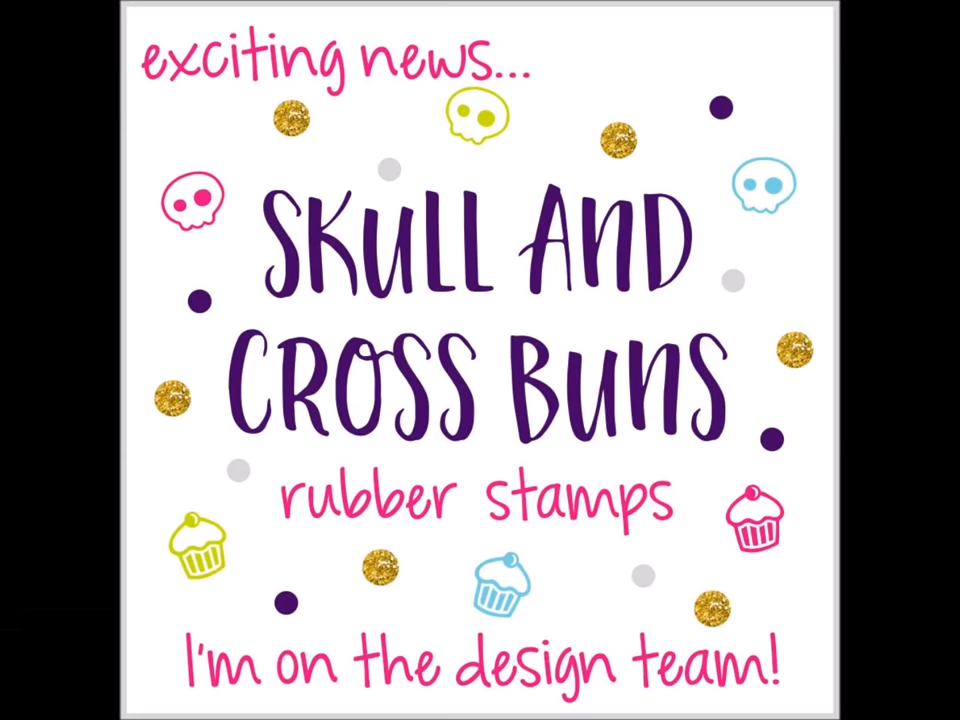 exciting news...
SKULL AND
CROSS BUNS
rubber stamps
I'm on the design team!